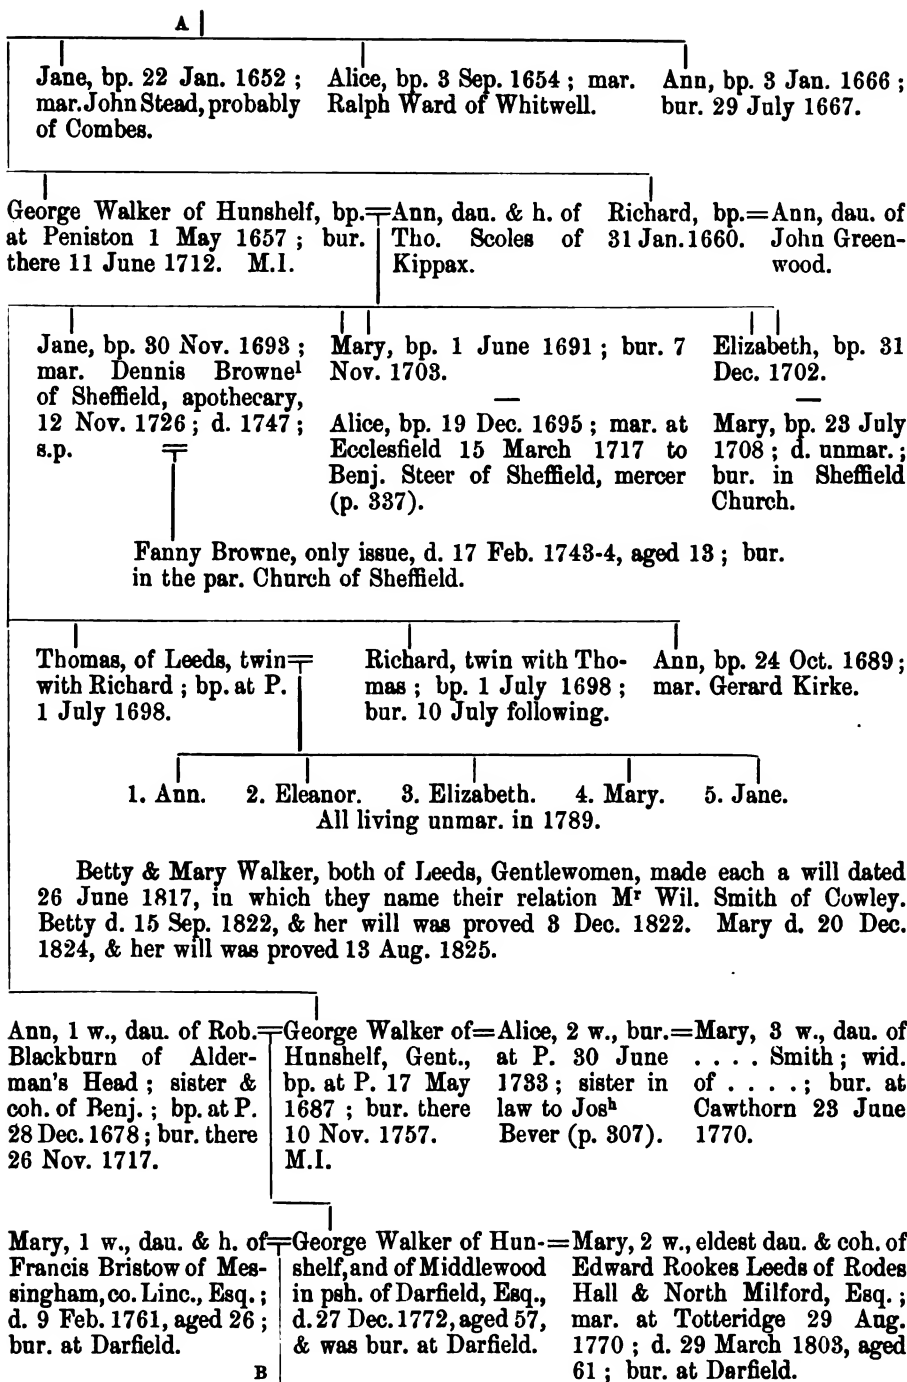 A
Jane, bp. 22 Jan. 1652 ;
mar. John Stead, probably
of Combes.
Alice, bp. 3 Sep. 1654 ; mar.
Ralph Ward of Whitwell.
Ann, bp. 3 Jan. 1666 ;
bur. 29 July 1667.
George Walker of Hunshelf, bp.
at Peniston 1 May 1657 ; bur.
there 11 June 1712. M.I.
Ann, dau. & h. of
Tho. Scoles of
Kippax.
Richard, bp.
31 Jan. 1660.
Ann, dau. of
John Green-
wood.
Jane, bp. 30 Nov. 1693 ;
mar. Dennis Browne¹
of Sheffield, apothecary,
12 Nov. 1726 ; d. 1747 ;
s.p.
Mary, bp. 1 June 1691 ; bur. 7
Nov. 1703.
—
Alice, bp. 19 Dec. 1695 ; mar. at
Ecclesfield 15 March 1717 to
Benj. Steer of Sheffield, mercer
(p. 337).
Elizabeth, bp. 31
Dec. 1702.
—
Mary, bp. 23 July
1708 ; d. unmar. ;
bur. in Sheffield
Church.
Fanny Browne, only issue, d. 17 Feb. 1743-4, aged 13 ; bur.
in the par. Church of Sheffield.
Thomas, of Leeds, twin
with Richard ; bp. at P.
1 July 1698.
Richard, twin with Tho-
mas ; bp. 1 July 1698 ;
bur. 10 July following.
Ann, bp. 24 Oct. 1689 ;
mar. Gerard Kirke.
1. Ann. 2. Eleanor. 3. Elizabeth. 4. Mary. 5. Jane.
All living unmar. in 1789.
Betty & Mary Walker, both of Leeds, Gentlewomen, made each a will dated
26 June 1817, in which they name their relation Mʳ Wil. Smith of Cowley.
Betty d. 15 Sep. 1822, & her will was proved 3 Dec. 1822. Mary d. 20 Dec.
1824, & her will was proved 13 Aug. 1825.
Ann, 1 w., dau. of Rob.
Blackburn of Alder-
man's Head ; sister &
coh. of Benj. ; bp. at P.
28 Dec. 1678 ; bur. there
26 Nov. 1717.
George Walker of
Hunshelf, Gent.,
bp. at P. 17 May
1687 ; bur. there
10 Nov. 1757.
M.I.
Alice, 2 w., bur.
at P. 30 June
1733 ; sister in
law to Josʰ
Bever (p. 307).
Mary, 3 w., dau. of
. . . . Smith ; wid.
of . . . . ; bur. at
Cawthorn 23 June
1770.
Mary, 1 w., dau. & h. of
Francis Bristow of Mes-
singham, co. Linc., Esq. ;
d. 9 Feb. 1761, aged 26 ;
bur. at Darfield.
George Walker of Hun-
shelf, and of Middlewood
in psh. of Darfield, Esq.,
d. 27 Dec. 1772, aged 57,
& was bur. at Darfield.
Mary, 2 w., eldest dau. & coh. of
Edward Rookes Leeds of Rodes
Hall & North Milford, Esq. ;
mar. at Totteridge 29 Aug.
1770 ; d. 29 March 1803, aged
61 ; bur. at Darfield.
B